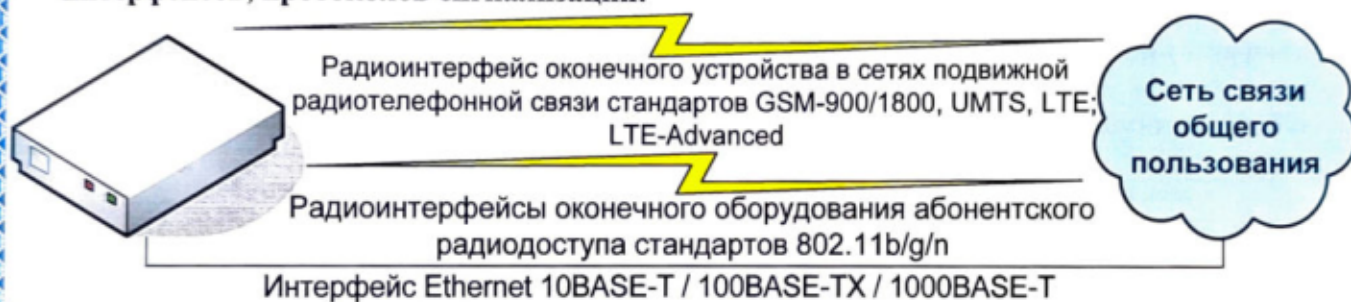 Радиоинтерфейс оконечного устройства в сетях подвижной
радиотелефонной связи стандартов GSM-900/1800, UMTS, LTE;
LTE-Advanced
Сеть связи
общего
пользования
Радиоинтерфейсы оконечного оборудования абонентского
радиодоступа стандартов 802.11b/g/n
Интерфейс Ethernet 10BASE-T / 100BASE-TX / 1000BASE-T